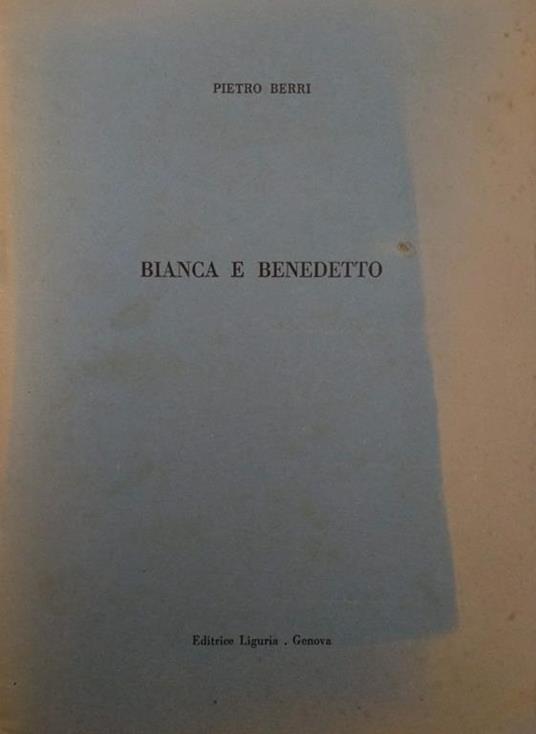 PIETRO BERRI
BIANCA E BENEDETTO
Editrice Liguria . Genova